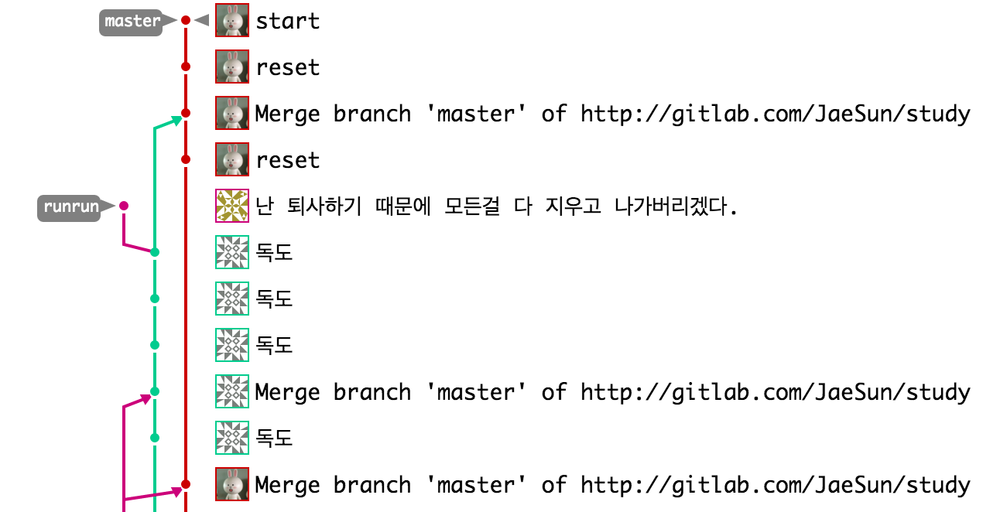 master start
reset
Merge branch 'master' of http://gitlab.com/JaeSun/study
reset
runrun 난 퇴사하기 때문에 모든걸 다 지우고 나가버리겠다.
독도
독도
독도
Merge branch 'master' of http://gitlab.com/JaeSun/study
독도
Merge branch 'master' of http://gitlab.com/JaeSun/study